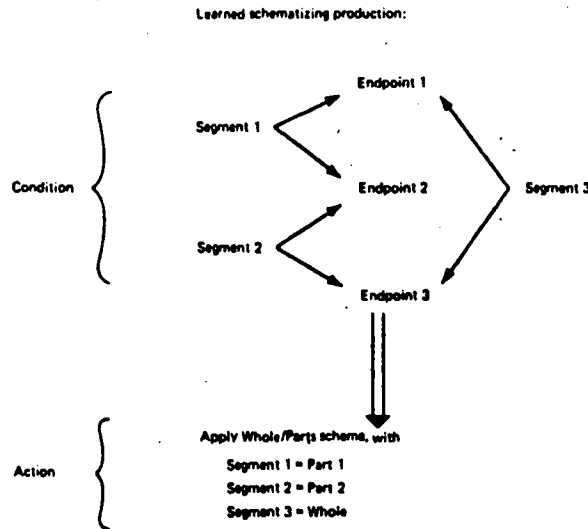 Learned schematizing production:
Endpoint 1
Segment 1
Condition
Endpoint 2
Segment 3
Segment 2
Endpoint 3
Apply Whole/Parts schema, with
Segment 1 = Part 1
Action
Segment 2 = Part 2
Segment 3 = Whole